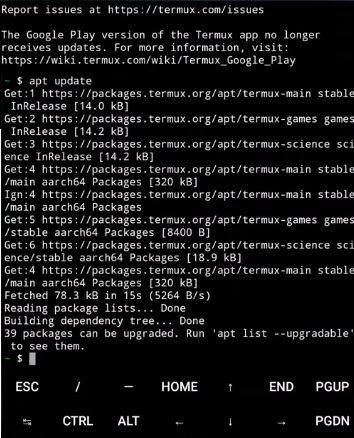 Report issues at https://termux.com/issues
The Google Play version of the Termux app no longer
receives updates. For more information, visit:
https://wiki.termux.com/wiki/Termux_Google_Play
~ $ apt update
Get:1 https://packages.termux.org/apt/termux-main stable
 InRelease [14.0 kB]
Get:2 https://packages.termux.org/apt/termux-games games
 InRelease [14.2 kB]
Get:3 https://packages.termux.org/apt/termux-science sci
ence InRelease [14.2 kB]
Get:4 https://packages.termux.org/apt/termux-main stable
/main aarch64 Packages [320 kB]
Ign:4 https://packages.termux.org/apt/termux-main stable
/main aarch64 Packages
Get:5 https://packages.termux.org/apt/termux-games games
/stable aarch64 Packages [8400 B]
Get:6 https://packages.termux.org/apt/termux-science sci
ence/stable aarch64 Packages [18.9 kB]
Get:4 https://packages.termux.org/apt/termux-main stable
/main aarch64 Packages [320 kB]
Fetched 78.3 kB in 15s (5264 B/s)
Reading package lists... Done
Building dependency tree... Done
39 packages can be upgraded. Run 'apt list --upgradable'
 to see them.
~ $
ESC / — HOME ↑ END PGUP
↹ CTRL ALT ← ↓ → PGDN